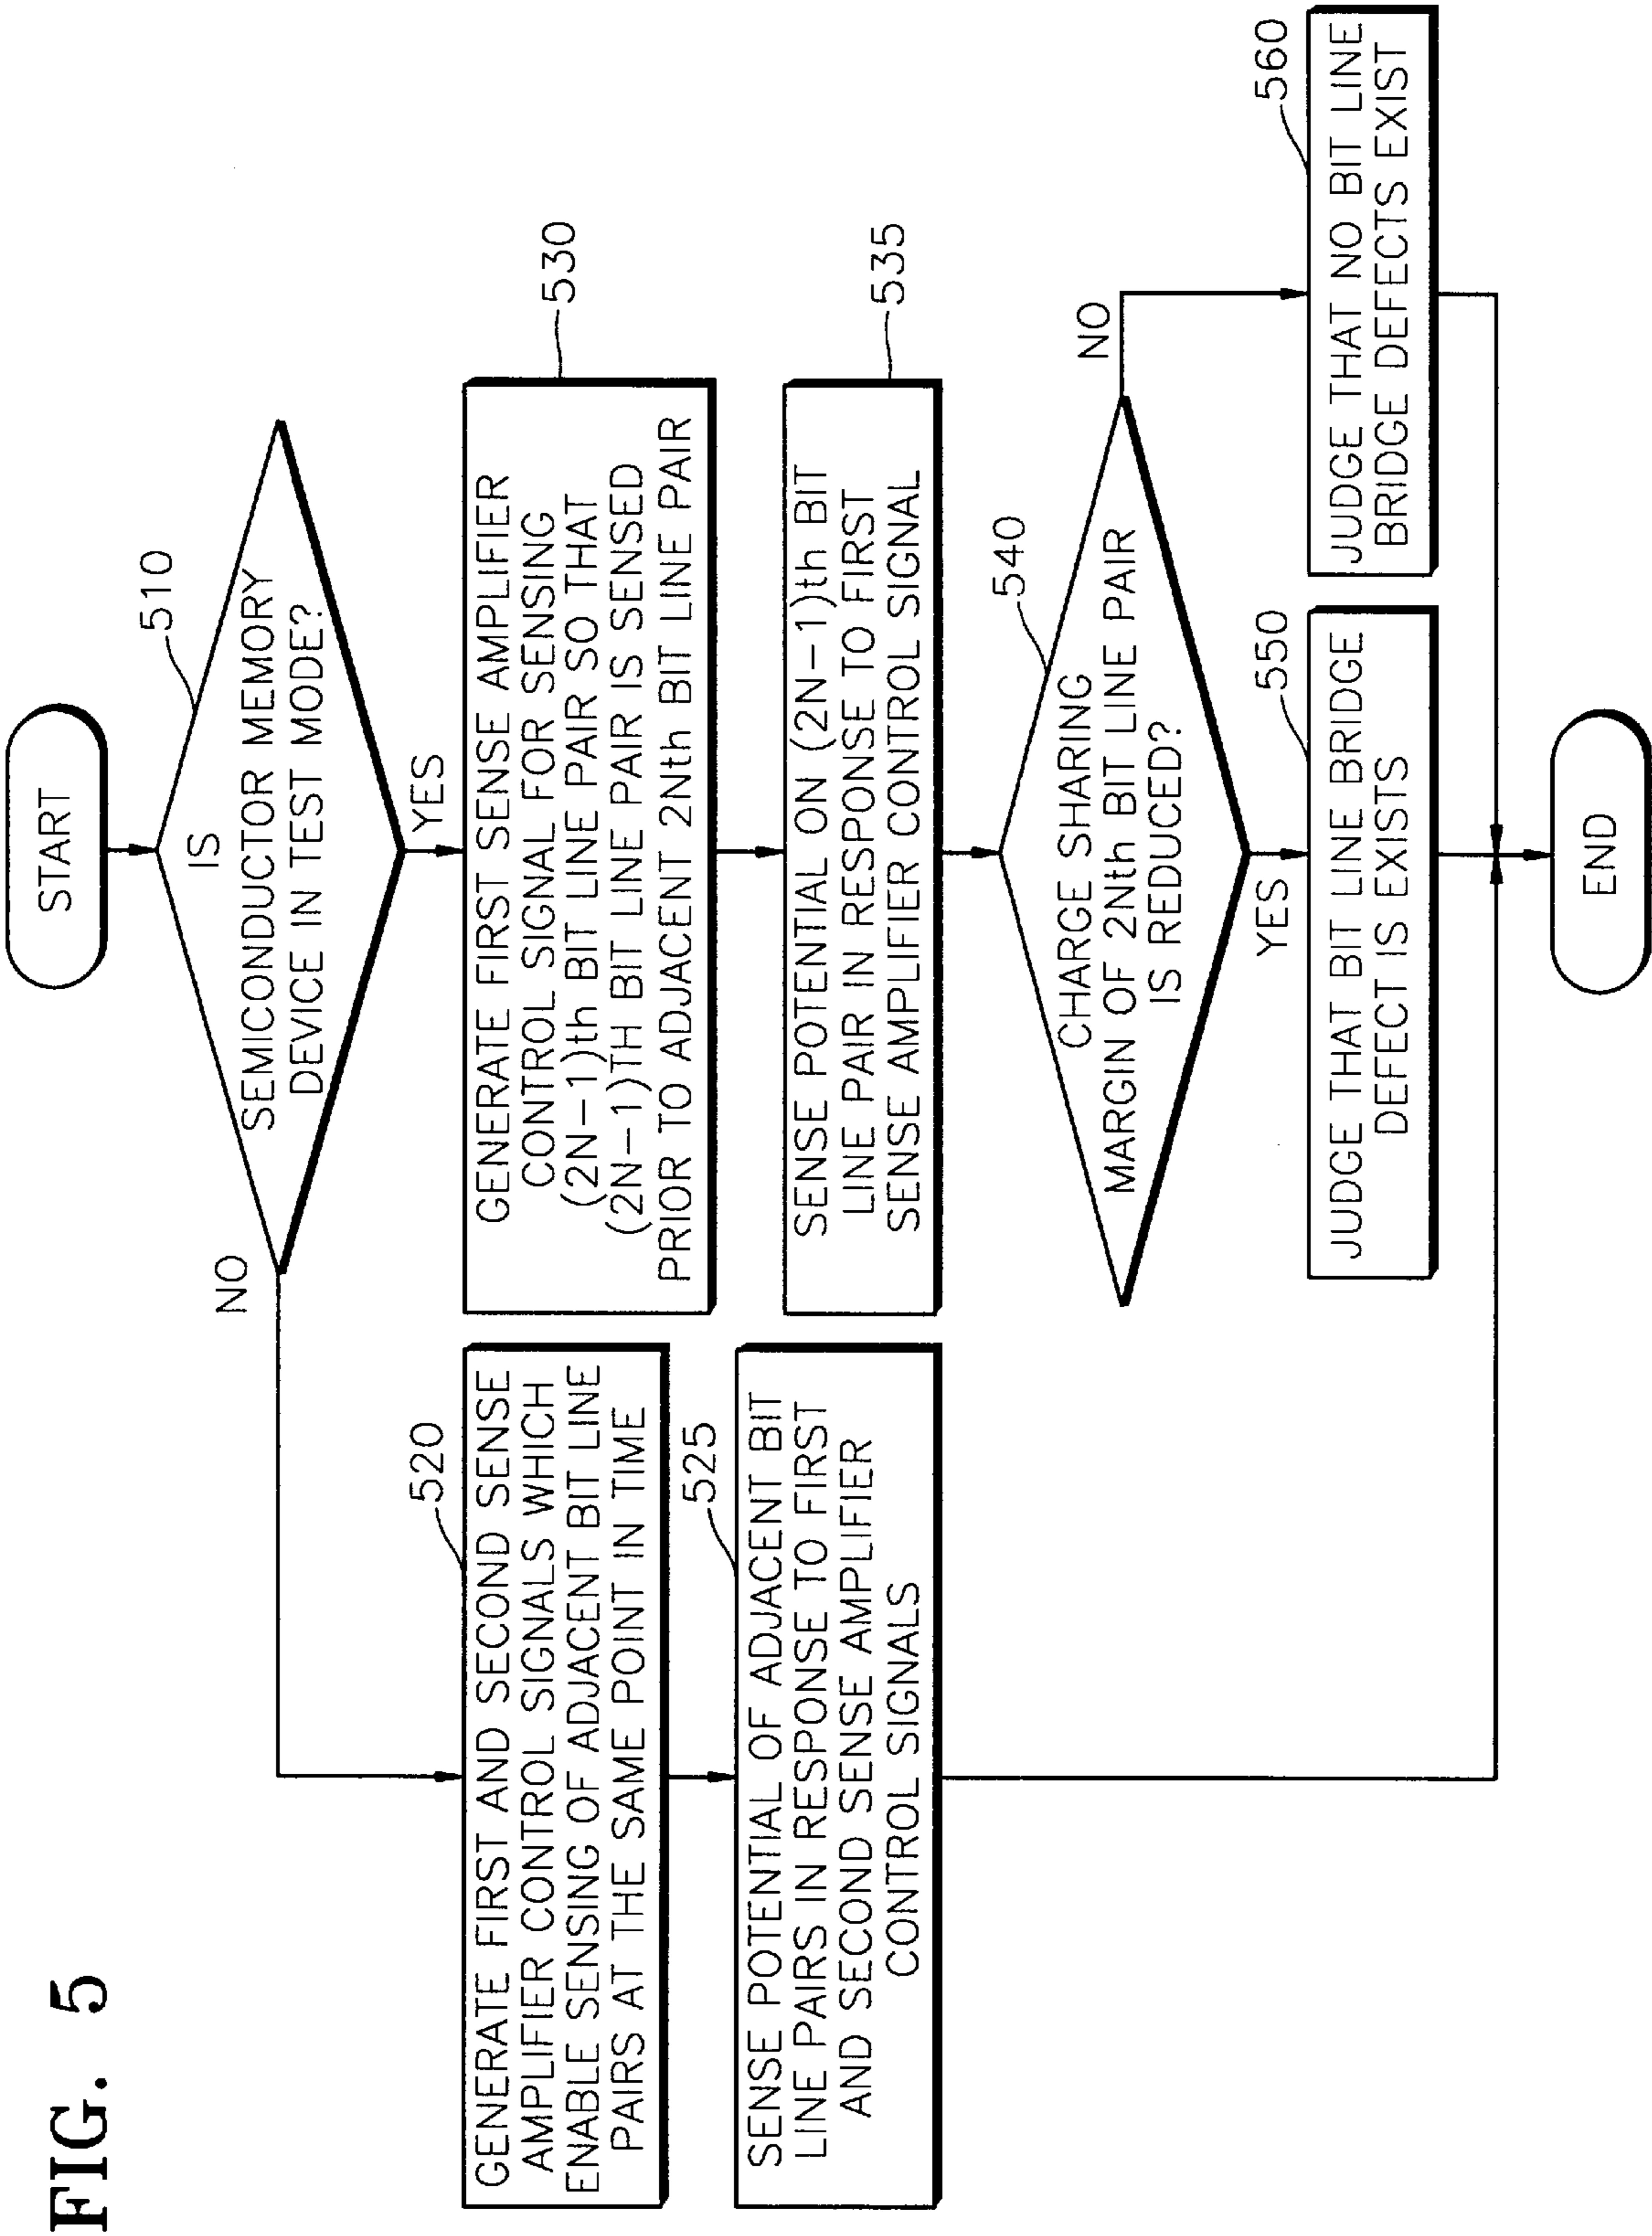 FIG. 5
START
510
IS
SEMICONDUCTOR MEMORY
DEVICE IN TEST MODE?
NO
YES
520
GENERATE FIRST AND SECOND SENSE
AMPLIFIER CONTROL SIGNALS WHICH
ENABLE SENSING OF ADJACENT BIT LINE
PAIRS AT THE SAME POINT IN TIME
525
SENSE POTENTIAL OF ADJACENT BIT
LINE PAIRS IN RESPONSE TO FIRST
AND SECOND SENSE AMPLIFIER
CONTROL SIGNALS
530
GENERATE FIRST SENSE AMPLIFIER
CONTROL SIGNAL FOR SENSING
(2N-1)th BIT LINE PAIR SO THAT
(2N-1)TH BIT LINE PAIR IS SENSED
PRIOR TO ADJACENT 2Nth BIT LINE PAIR
535
SENSE POTENTIAL ON (2N-1)th BIT
LINE PAIR IN RESPONSE TO FIRST
SENSE AMPLIFIER CONTROL SIGNAL
540
CHARGE SHARING
MARGIN OF 2Nth BIT LINE PAIR
IS REDUCED?
NO
YES
550
JUDGE THAT BIT LINE BRIDGE
DEFECT IS EXISTS
560
JUDGE THAT NO BIT LINE
BRIDGE DEFECTS EXIST
END